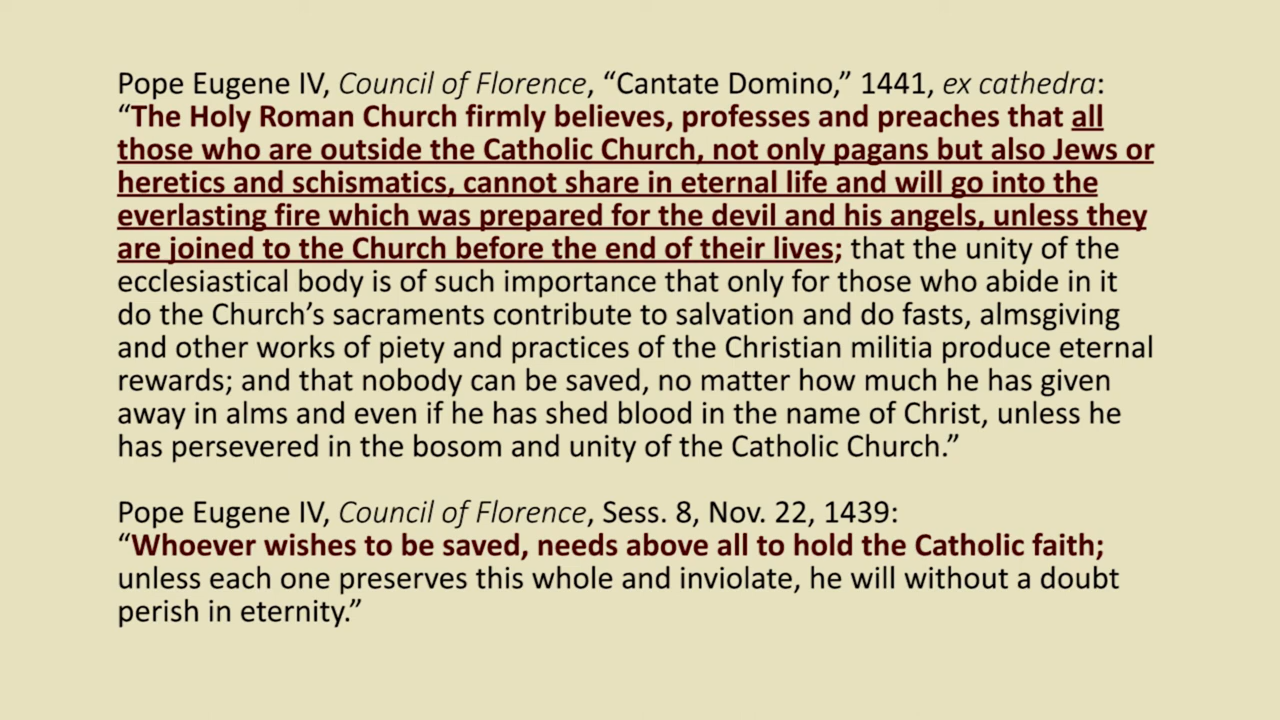 Pope Eugene IV, Council of Florence, “Cantate Domino,” 1441, ex cathedra:
“The Holy Roman Church firmly believes, professes and preaches that all
those who are outside the Catholic Church, not only pagans but also Jews or
heretics and schismatics, cannot share in eternal life and will go into the
everlasting fire which was prepared for the devil and his angels, unless they
are joined to the Church before the end of their lives; that the unity of the
ecclesiastical body is of such importance that only for those who abide in it
do the Church’s sacraments contribute to salvation and do fasts, almsgiving
and other works of piety and practices of the Christian militia produce eternal
rewards; and that nobody can be saved, no matter how much he has given
away in alms and even if he has shed blood in the name of Christ, unless he
has persevered in the bosom and unity of the Catholic Church.”
Pope Eugene IV, Council of Florence, Sess. 8, Nov. 22, 1439:
“Whoever wishes to be saved, needs above all to hold the Catholic faith;
unless each one preserves this whole and inviolate, he will without a doubt
perish in eternity.”